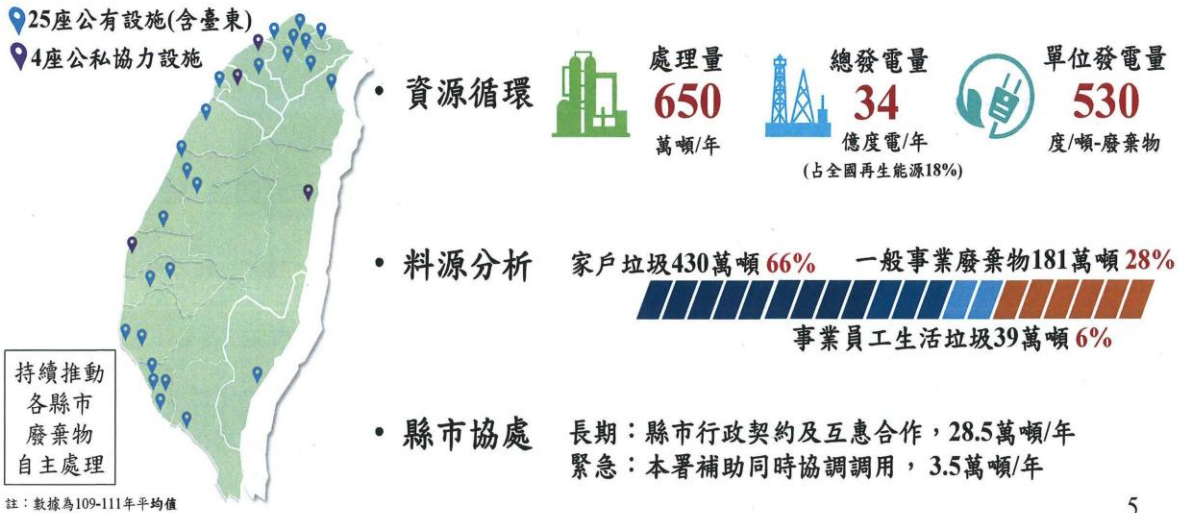 25座公有設施(含臺東)
4座公私協力設施
• 資源循環
處理量
650
萬噸/年
總發電量
34
億度電/年
(占全國再生能源18%)
單位發電量
530
度/噸-廢棄物
• 料源分析
家戶垃圾430萬噸 66%
一般事業廢棄物181萬噸 28%
事業員工生活垃圾39萬噸 6%
持續推動
各縣市
廢棄物
自主處理
• 縣市協處
長期：縣市行政契約及互惠合作，28.5萬噸/年
緊急：本署補助同時協調調用， 3.5萬噸/年
註：數據為109-111年平均值
5